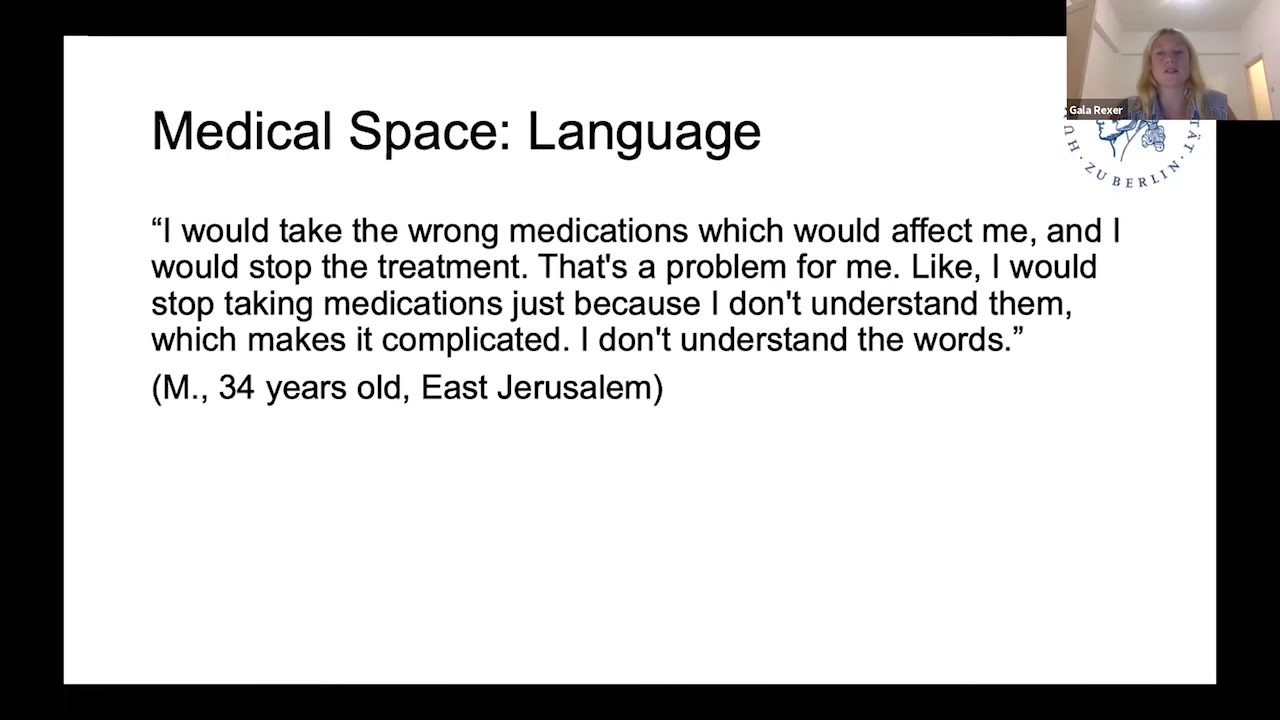 Gala Rexer
Medical Space: Language
HU
· ZU BERLIN ·
TÄT
“I would take the wrong medications which would affect me, and I
would stop the treatment. That's a problem for me. Like, I would
stop taking medications just because I don't understand them,
which makes it complicated. I don't understand the words.”
(M., 34 years old, East Jerusalem)